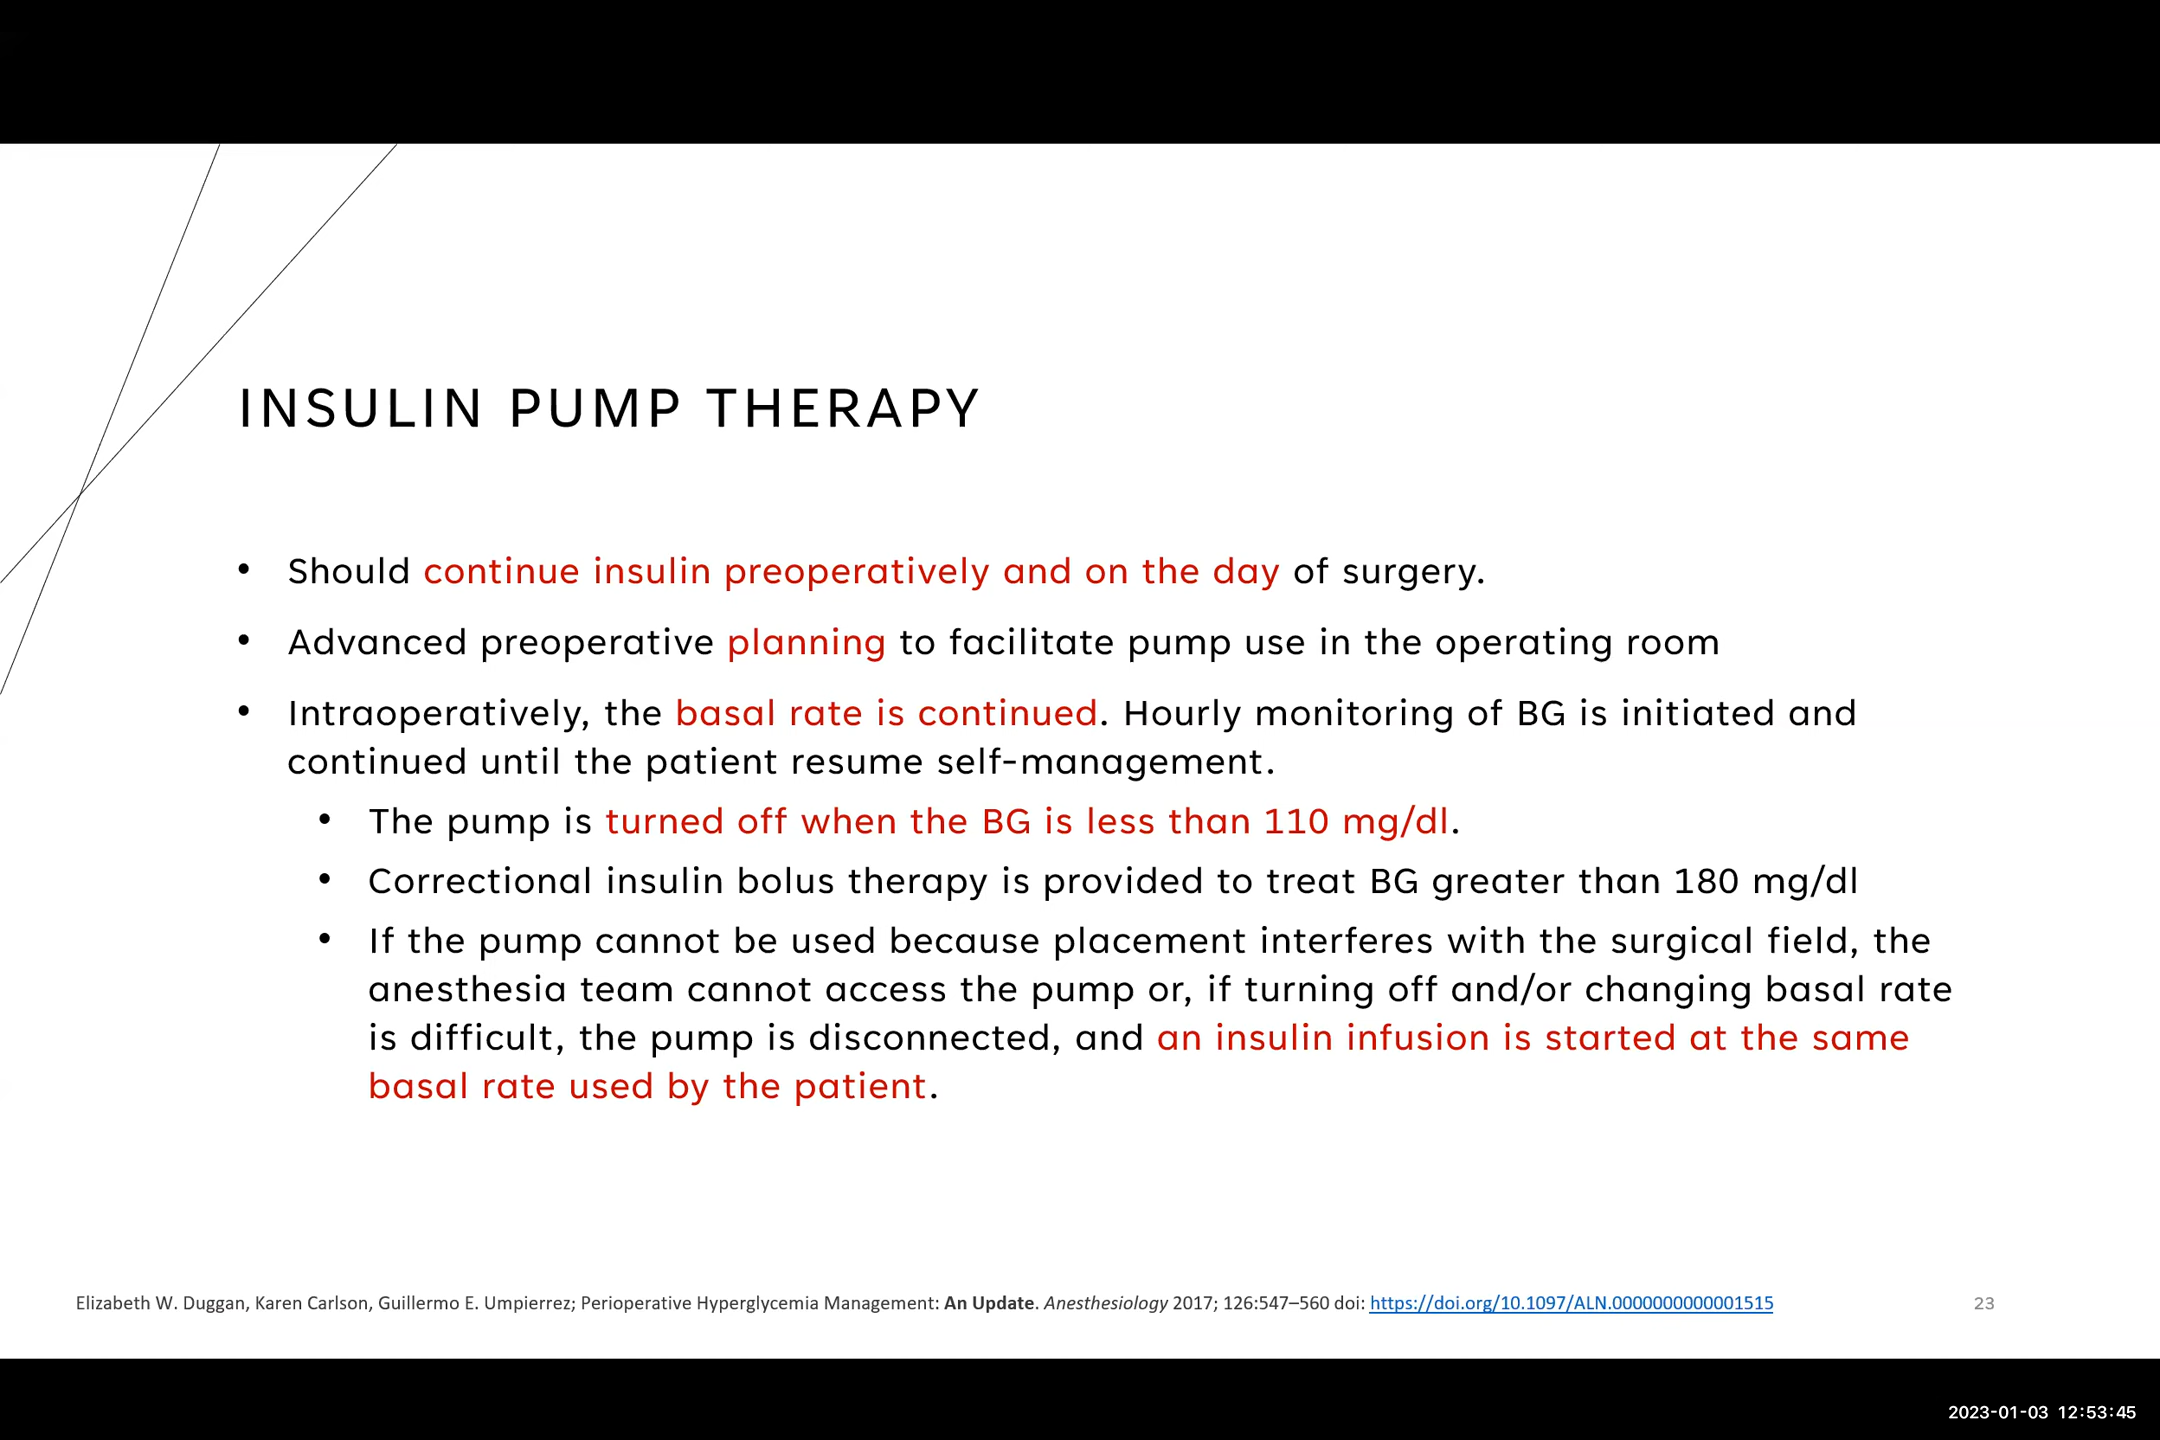 INSULIN PUMP THERAPY
• Should continue insulin preoperatively and on the day of surgery.
• Advanced preoperative planning to facilitate pump use in the operating room
• Intraoperatively, the basal rate is continued. Hourly monitoring of BG is initiated and
continued until the patient resume self-management.
• The pump is turned off when the BG is less than 110 mg/dl.
• Correctional insulin bolus therapy is provided to treat BG greater than 180 mg/dl
• If the pump cannot be used because placement interferes with the surgical field, the
anesthesia team cannot access the pump or, if turning off and/or changing basal rate
is difficult, the pump is disconnected, and an insulin infusion is started at the same
basal rate used by the patient.
Elizabeth W. Duggan, Karen Carlson, Guillermo E. Umpierrez; Perioperative Hyperglycemia Management: An Update. Anesthesiology 2017; 126:547–560 doi: https://doi.org/10.1097/ALN.0000000000001515
23
2023-01-03 12:53:45